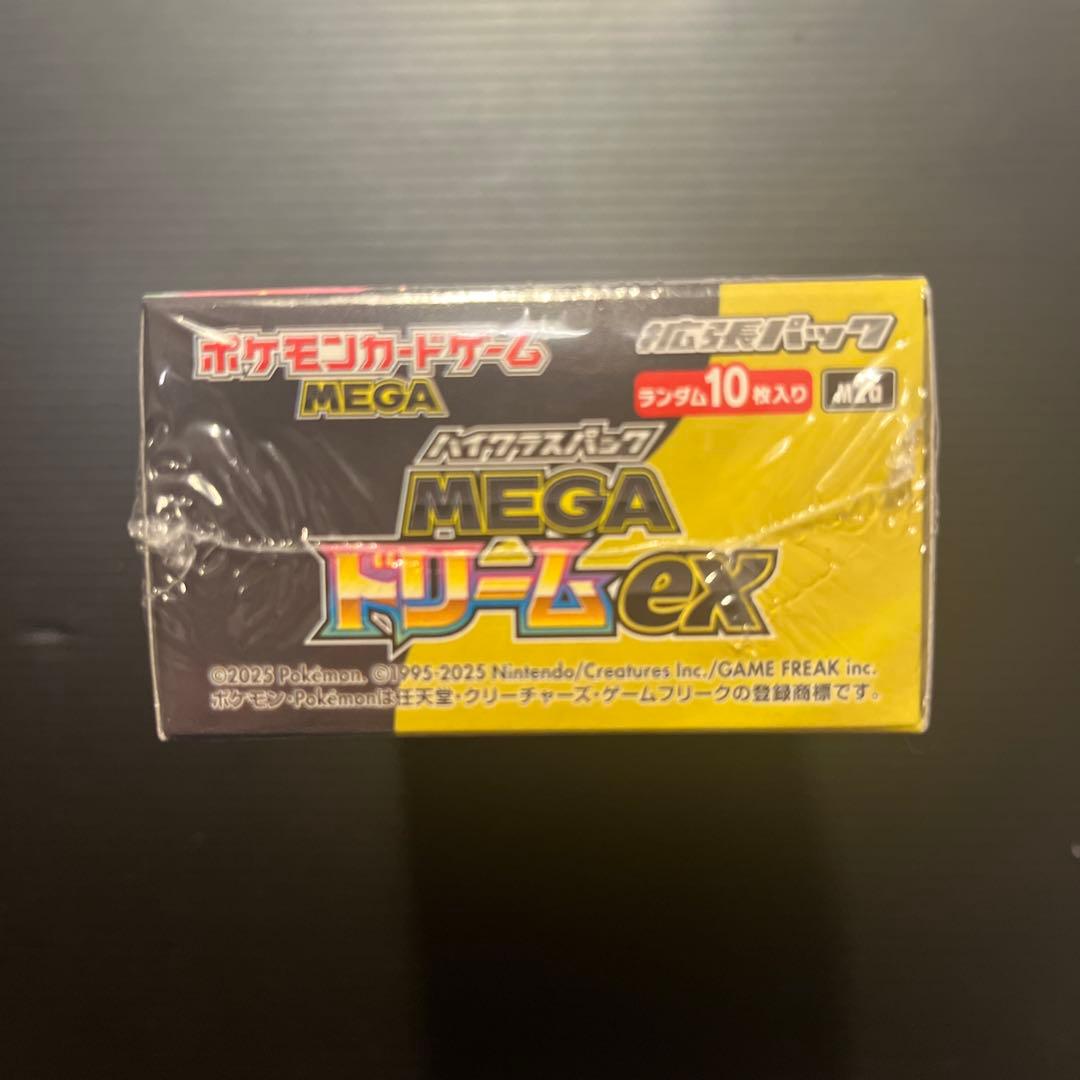 ポケモンカードゲーム
MEGA
拡張パック
ランダム10枚入り
M2a
ハイクラスパック
MEGA
ドリームex
©2025 Pokémon. ©1995-2025 Nintendo/Creatures Inc./GAME FREAK inc.
ポケモン・Pokémonは任天堂・クリーチャーズ・ゲームフリークの登録商標です。